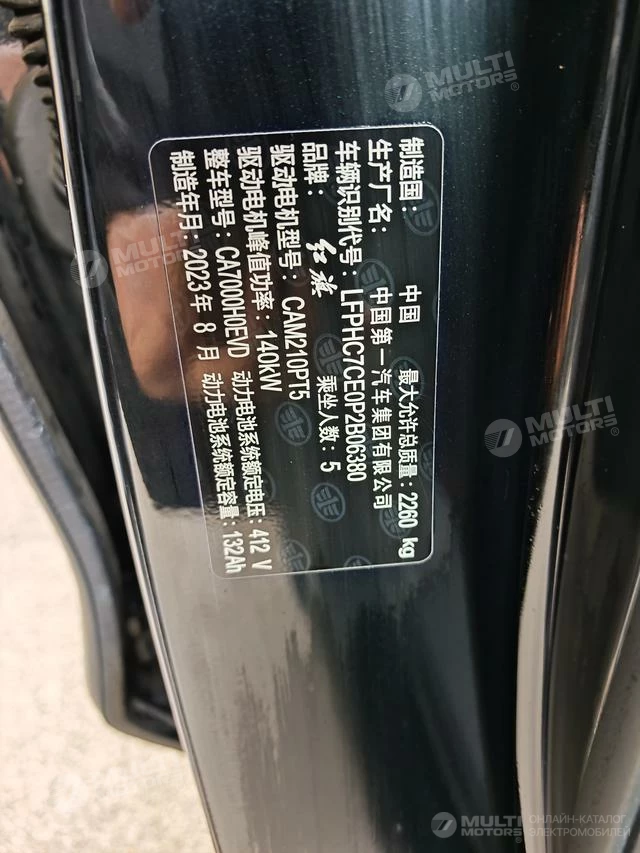 制造国： 中国 最大允许总质量：2260 kg
生产厂名： 中国第一汽车集团有限公司
车辆识别代号：LFPHC7CE0P2B06380
品牌：红旗 乘坐人数：5
驱动电机型号：CAM210PT5
驱动电机峰值功率：140kW
整车型号：CA7000H0EVD 动力电池系统额定电压：412 V
制造年月：2023年 8月 动力电池系统额定容量：132Ah
MULTI
MOTORS®
MULTI
MOTORS®
MULTI
MOTORS®
MULTI
MOTORS®
ОНЛАЙН-КАТАЛОГ
ЭЛЕКТРОМОБИЛЕЙ